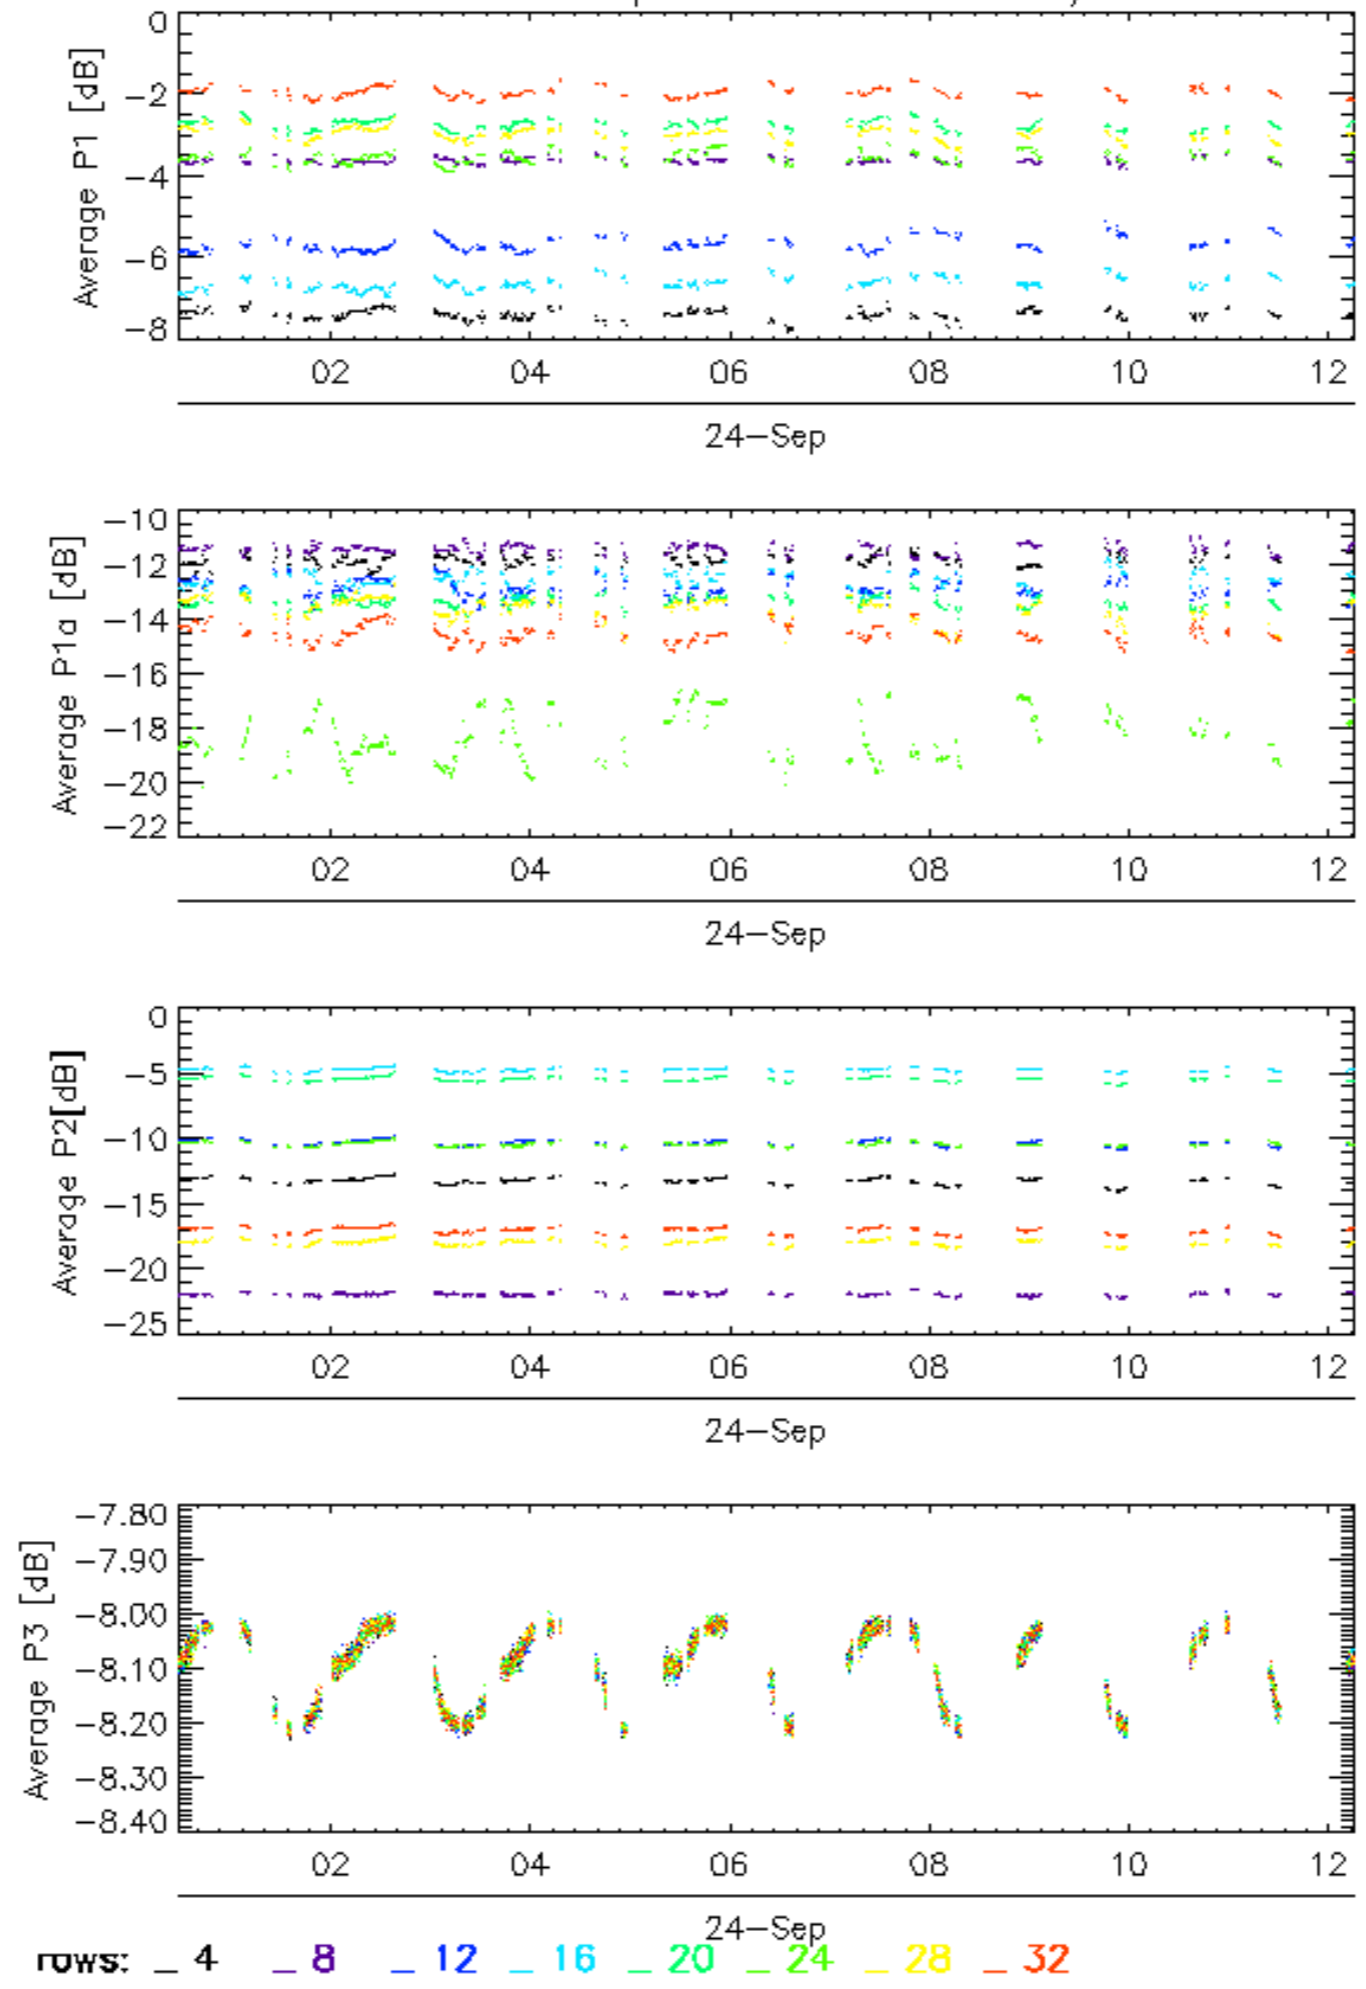 Average P1 [dB]
0
−2
−4
−6
−8
02 04 06 08 10 12
24−Sep
Average P1a [dB]
−10
−12
−14
−16
−18
−20
−22
02 04 06 08 10 12
24−Sep
Average P2[dB]
0
−5
−10
−15
−20
−25
02 04 06 08 10 12
24−Sep
Average P3 [dB]
−7.80
−7.90
−8.00
−8.10
−8.20
−8.30
−8.40
02 04 06 08 10 12
24−Sep
rows: _ 4 _ 8 _ 12 _ 16 _ 20 _ 24 _ 28 _ 32